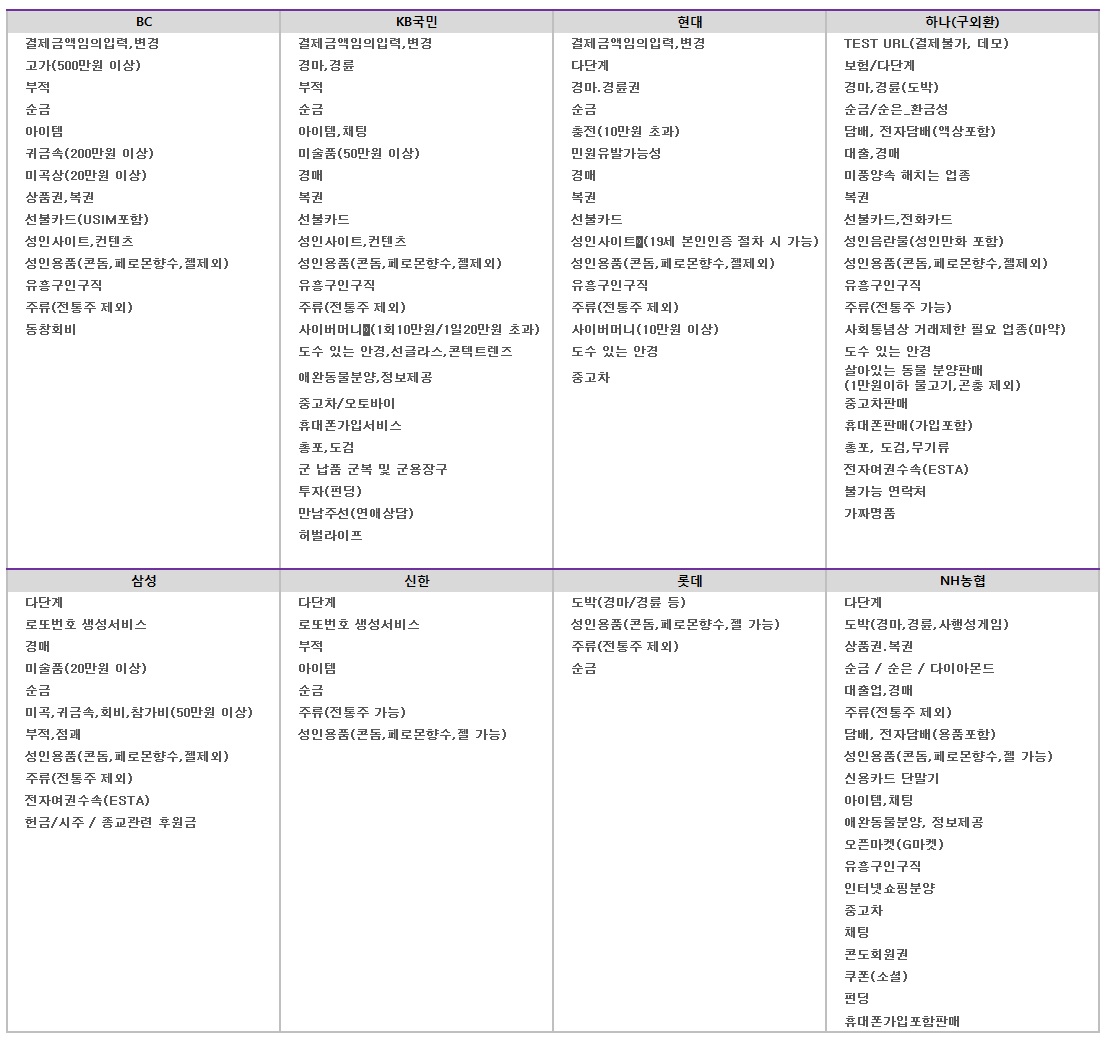 BC
결제금액임의입력,변경
고가(500만원 이상)
부적
순금
아이템
귀금속(200만원 이상)
미곡상(20만원 이상)
상품권,복권
선불카드(USIM포함)
성인사이트,컨텐츠
성인용품(콘돔,페로몬향수,젤제외)
유흥구인구직
주류(전통주 제외)
동창회비
KB국민
결제금액임의입력,변경
경마,경륜
부적
순금
아이템,채팅
미술품(50만원 이상)
경매
복권
선불카드
성인사이트,컨텐츠
성인용품(콘돔,페로몬향수,젤제외)
유흥구인구직
주류(전통주 제외)
사이버머니(1회10만원/1일20만원 초과)
도수 있는 안경,선글라스,콘텍트렌즈
애완동물분양,정보제공
중고차/오토바이
휴대폰가입서비스
총포,도검
군 납품 군복 및 군용장구
투자(펀딩)
만남주선(연애상담)
허벌라이프
현대
결제금액임의입력,변경
다단계
경마.경륜권
순금
충전(10만원 초과)
민원유발가능성
경매
복권
선불카드
성인사이트(19세 본인인증 절차 시 가능)
성인용품(콘돔,페로몬향수,젤제외)
유흥구인구직
주류(전통주 제외)
사이버머니(10만원 이상)
도수 있는 안경
중고차
하나(구외환)
TEST URL(결제불가, 데모)
보험/다단계
경마,경륜(도박)
순금/순은_환금성
담배, 전자담배(액상포함)
대출,경매
미풍양속 해치는 업종
복권
선불카드,전화카드
성인음란물(성인만화 포함)
성인용품(콘돔,페로몬향수,젤제외)
유흥구인구직
주류(전통주 가능)
사회통념상 거래제한 필요 업종(마약)
도수 있는 안경
살아있는 동물 분양판매
(1만원이하 물고기,곤충 제외)
중고차판매
휴대폰판매(가입포함)
총포, 도검,무기류
전자여권수속(ESTA)
불가능 연락처
가짜명품
삼성
다단계
로또번호 생성서비스
경매
미술품(20만원 이상)
순금
미곡,귀금속,회비,참가비(50만원 이상)
부적,점괘
성인용품(콘돔,페로몬향수,젤제외)
주류(전통주 제외)
전자여권수속(ESTA)
헌금/시주 / 종교관련 후원금
신한
다단계
로또번호 생성서비스
부적
아이템
순금
주류(전통주 가능)
성인용품(콘돔,페로몬향수,젤 가능)
롯데
도박(경마/경륜 등)
성인용품(콘돔,페로몬향수,젤 가능)
주류(전통주 제외)
순금
NH농협
다단계
도박(경마,경륜,사행성게임)
상품권.복권
순금 / 순은 / 다이아몬드
대출업,경매
주류(전통주 제외)
담배, 전자담배(용품포함)
성인용품(콘돔,페로몬향수,젤 가능)
신용카드 단말기
아이템,채팅
애완동물분양, 정보제공
오픈마켓(G마켓)
유흥구인구직
인터넷쇼핑분양
중고차
채팅
콘도회원권
쿠폰(소셜)
펀딩
휴대폰가입포함판매